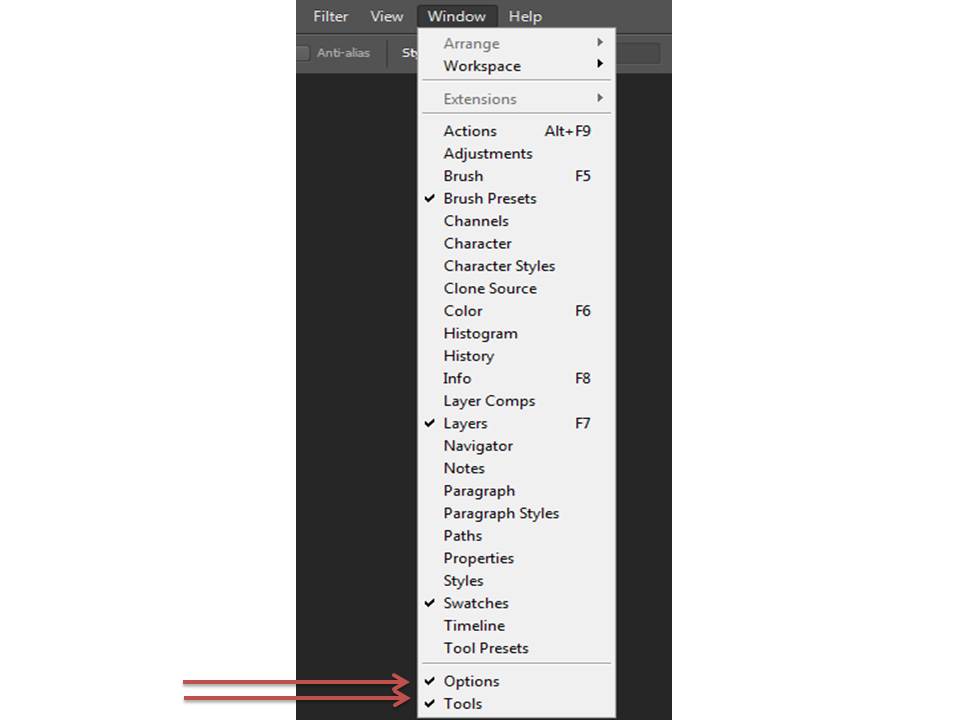 Filter View Window Help
Anti-alias Sty
Arrange
Workspace
Extensions
Actions Alt+F9
Adjustments
Brush F5
Brush Presets
Channels
Character
Character Styles
Clone Source
Color F6
Histogram
History
Info F8
Layer Comps
Layers F7
Navigator
Notes
Paragraph
Paragraph Styles
Paths
Properties
Styles
Swatches
Timeline
Tool Presets
Options
Tools